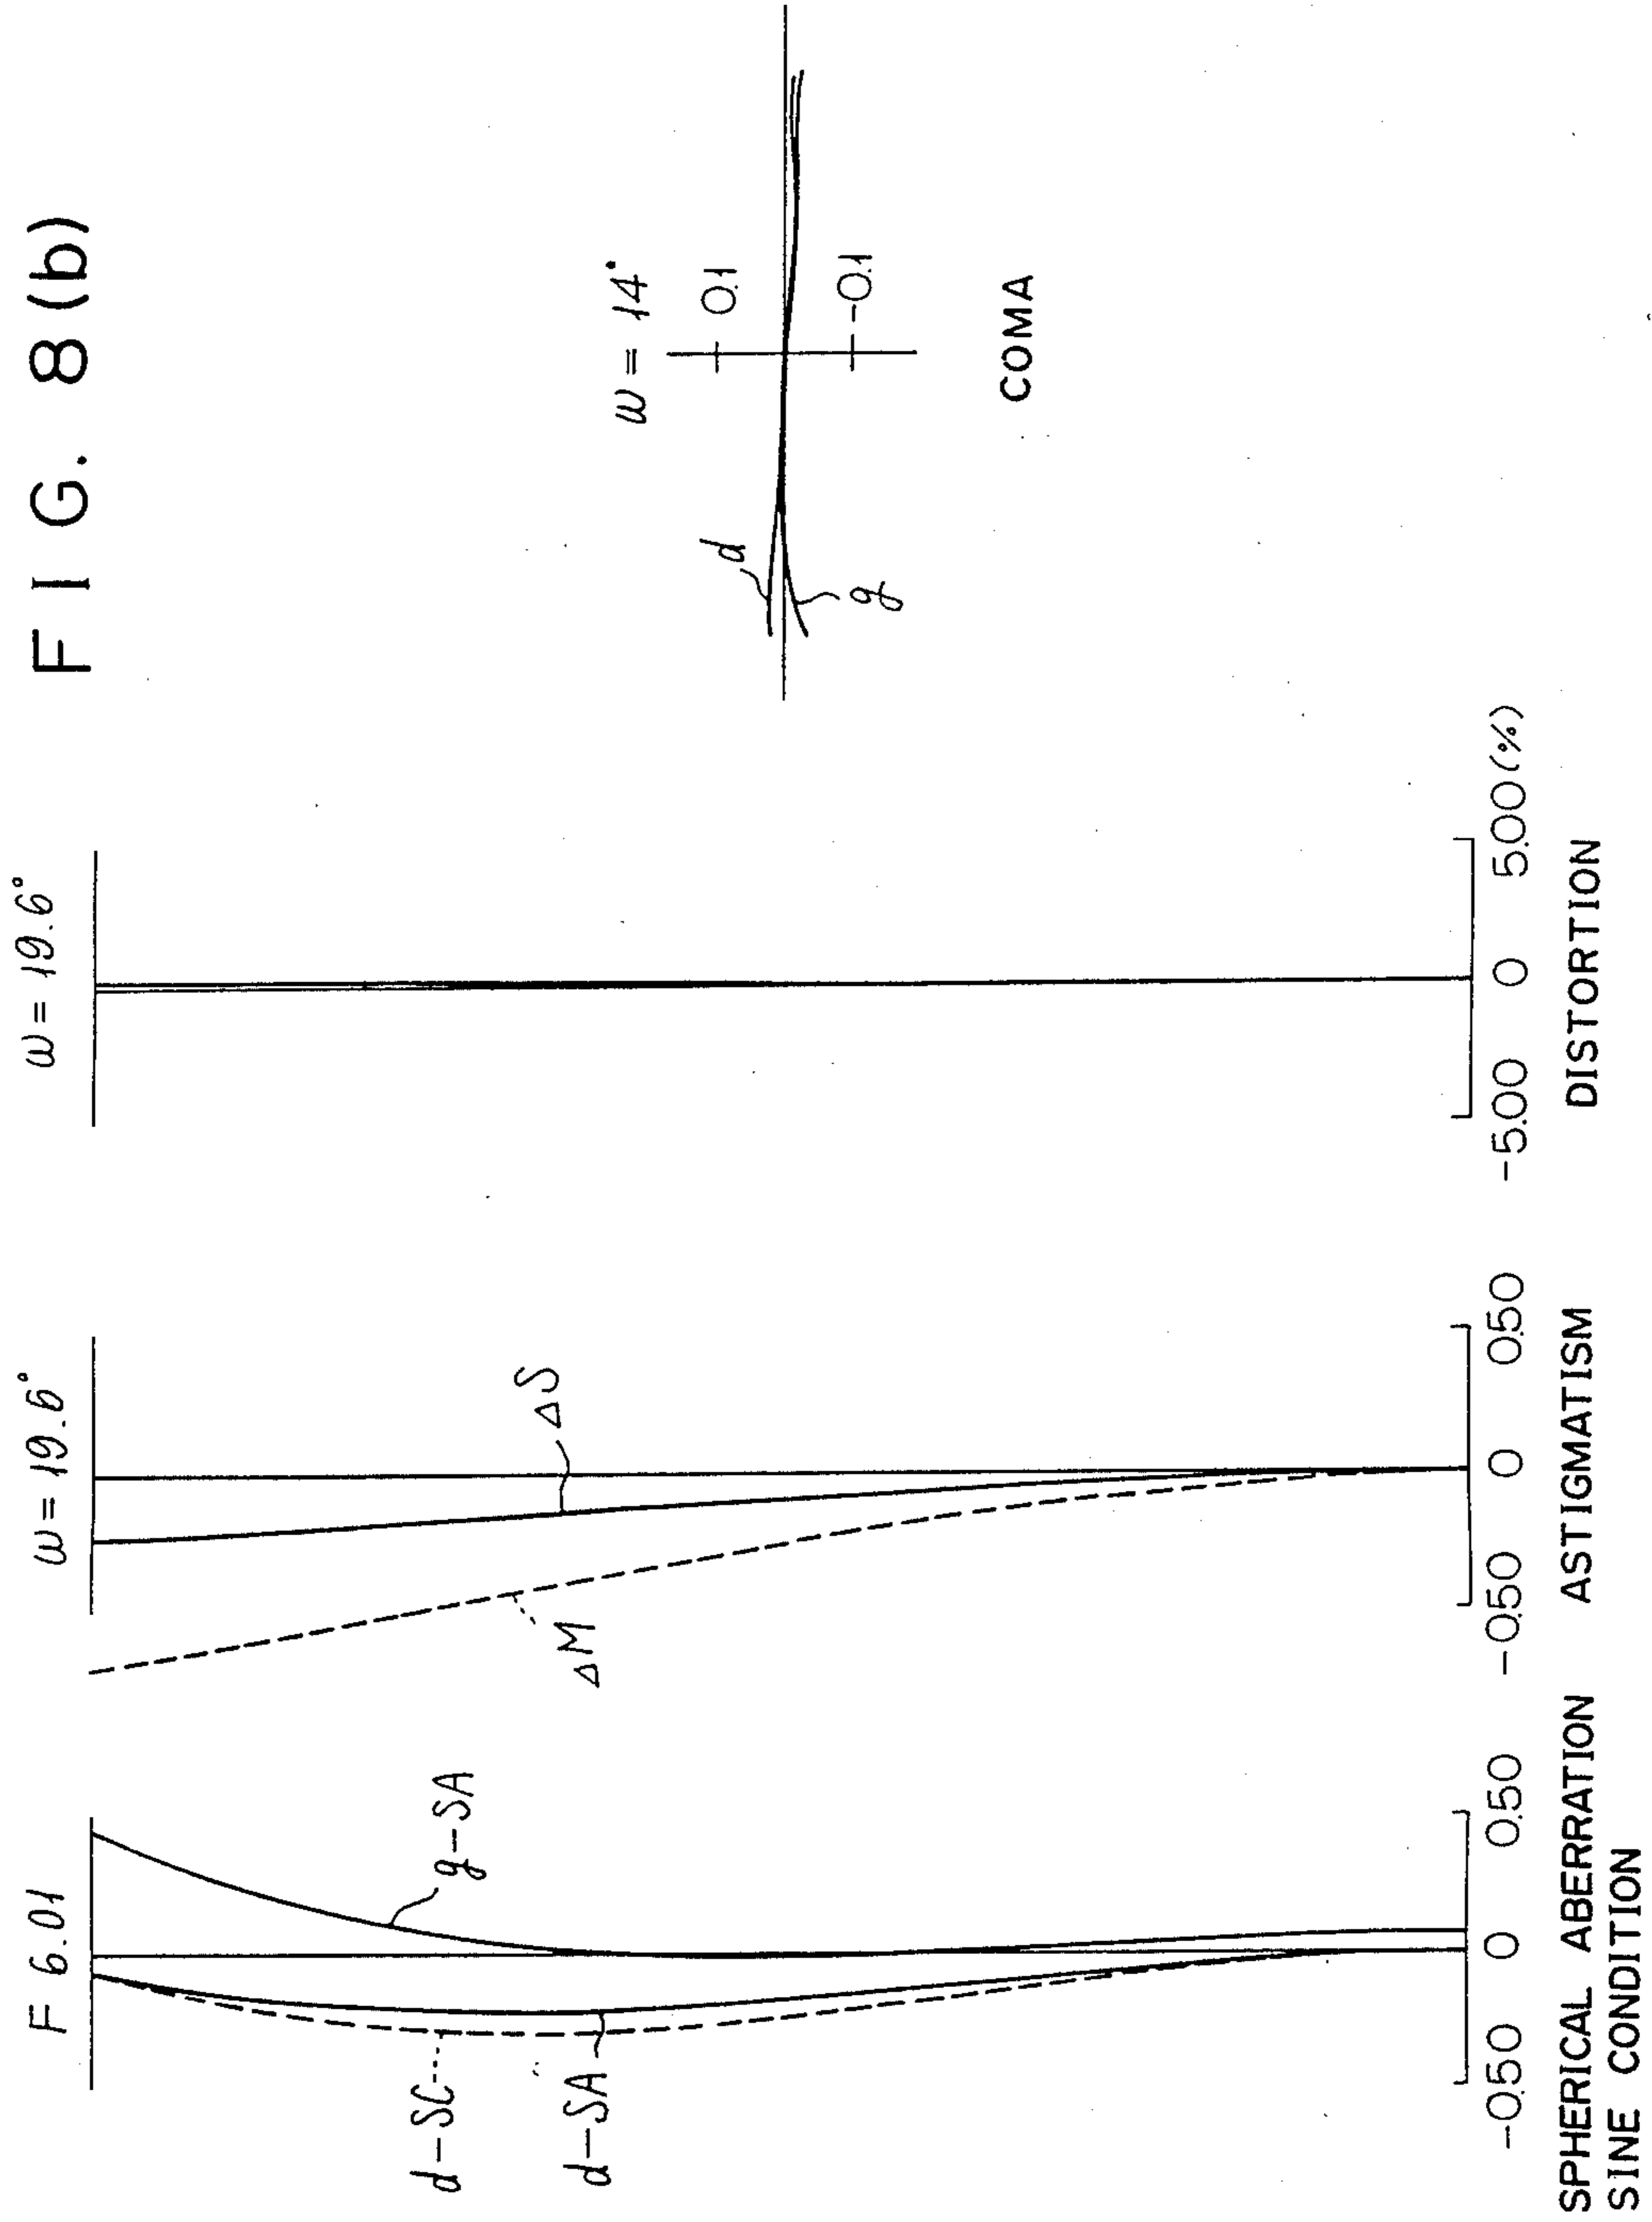 F I G. 8 (b)
F 6.01
d-SC
d-SA
g-SA
-0.50 0 0.50
SPHERICAL ABERRATION
SINE CONDITION
ω = 19.6°
ΔM
ΔS
-0.50 0 0.50
ASTIGMATISM
ω = 19.6°
-5.00 0 5.00 (%)
DISTORTION
ω = 14°
0.1
-0.1
d
g
COMA